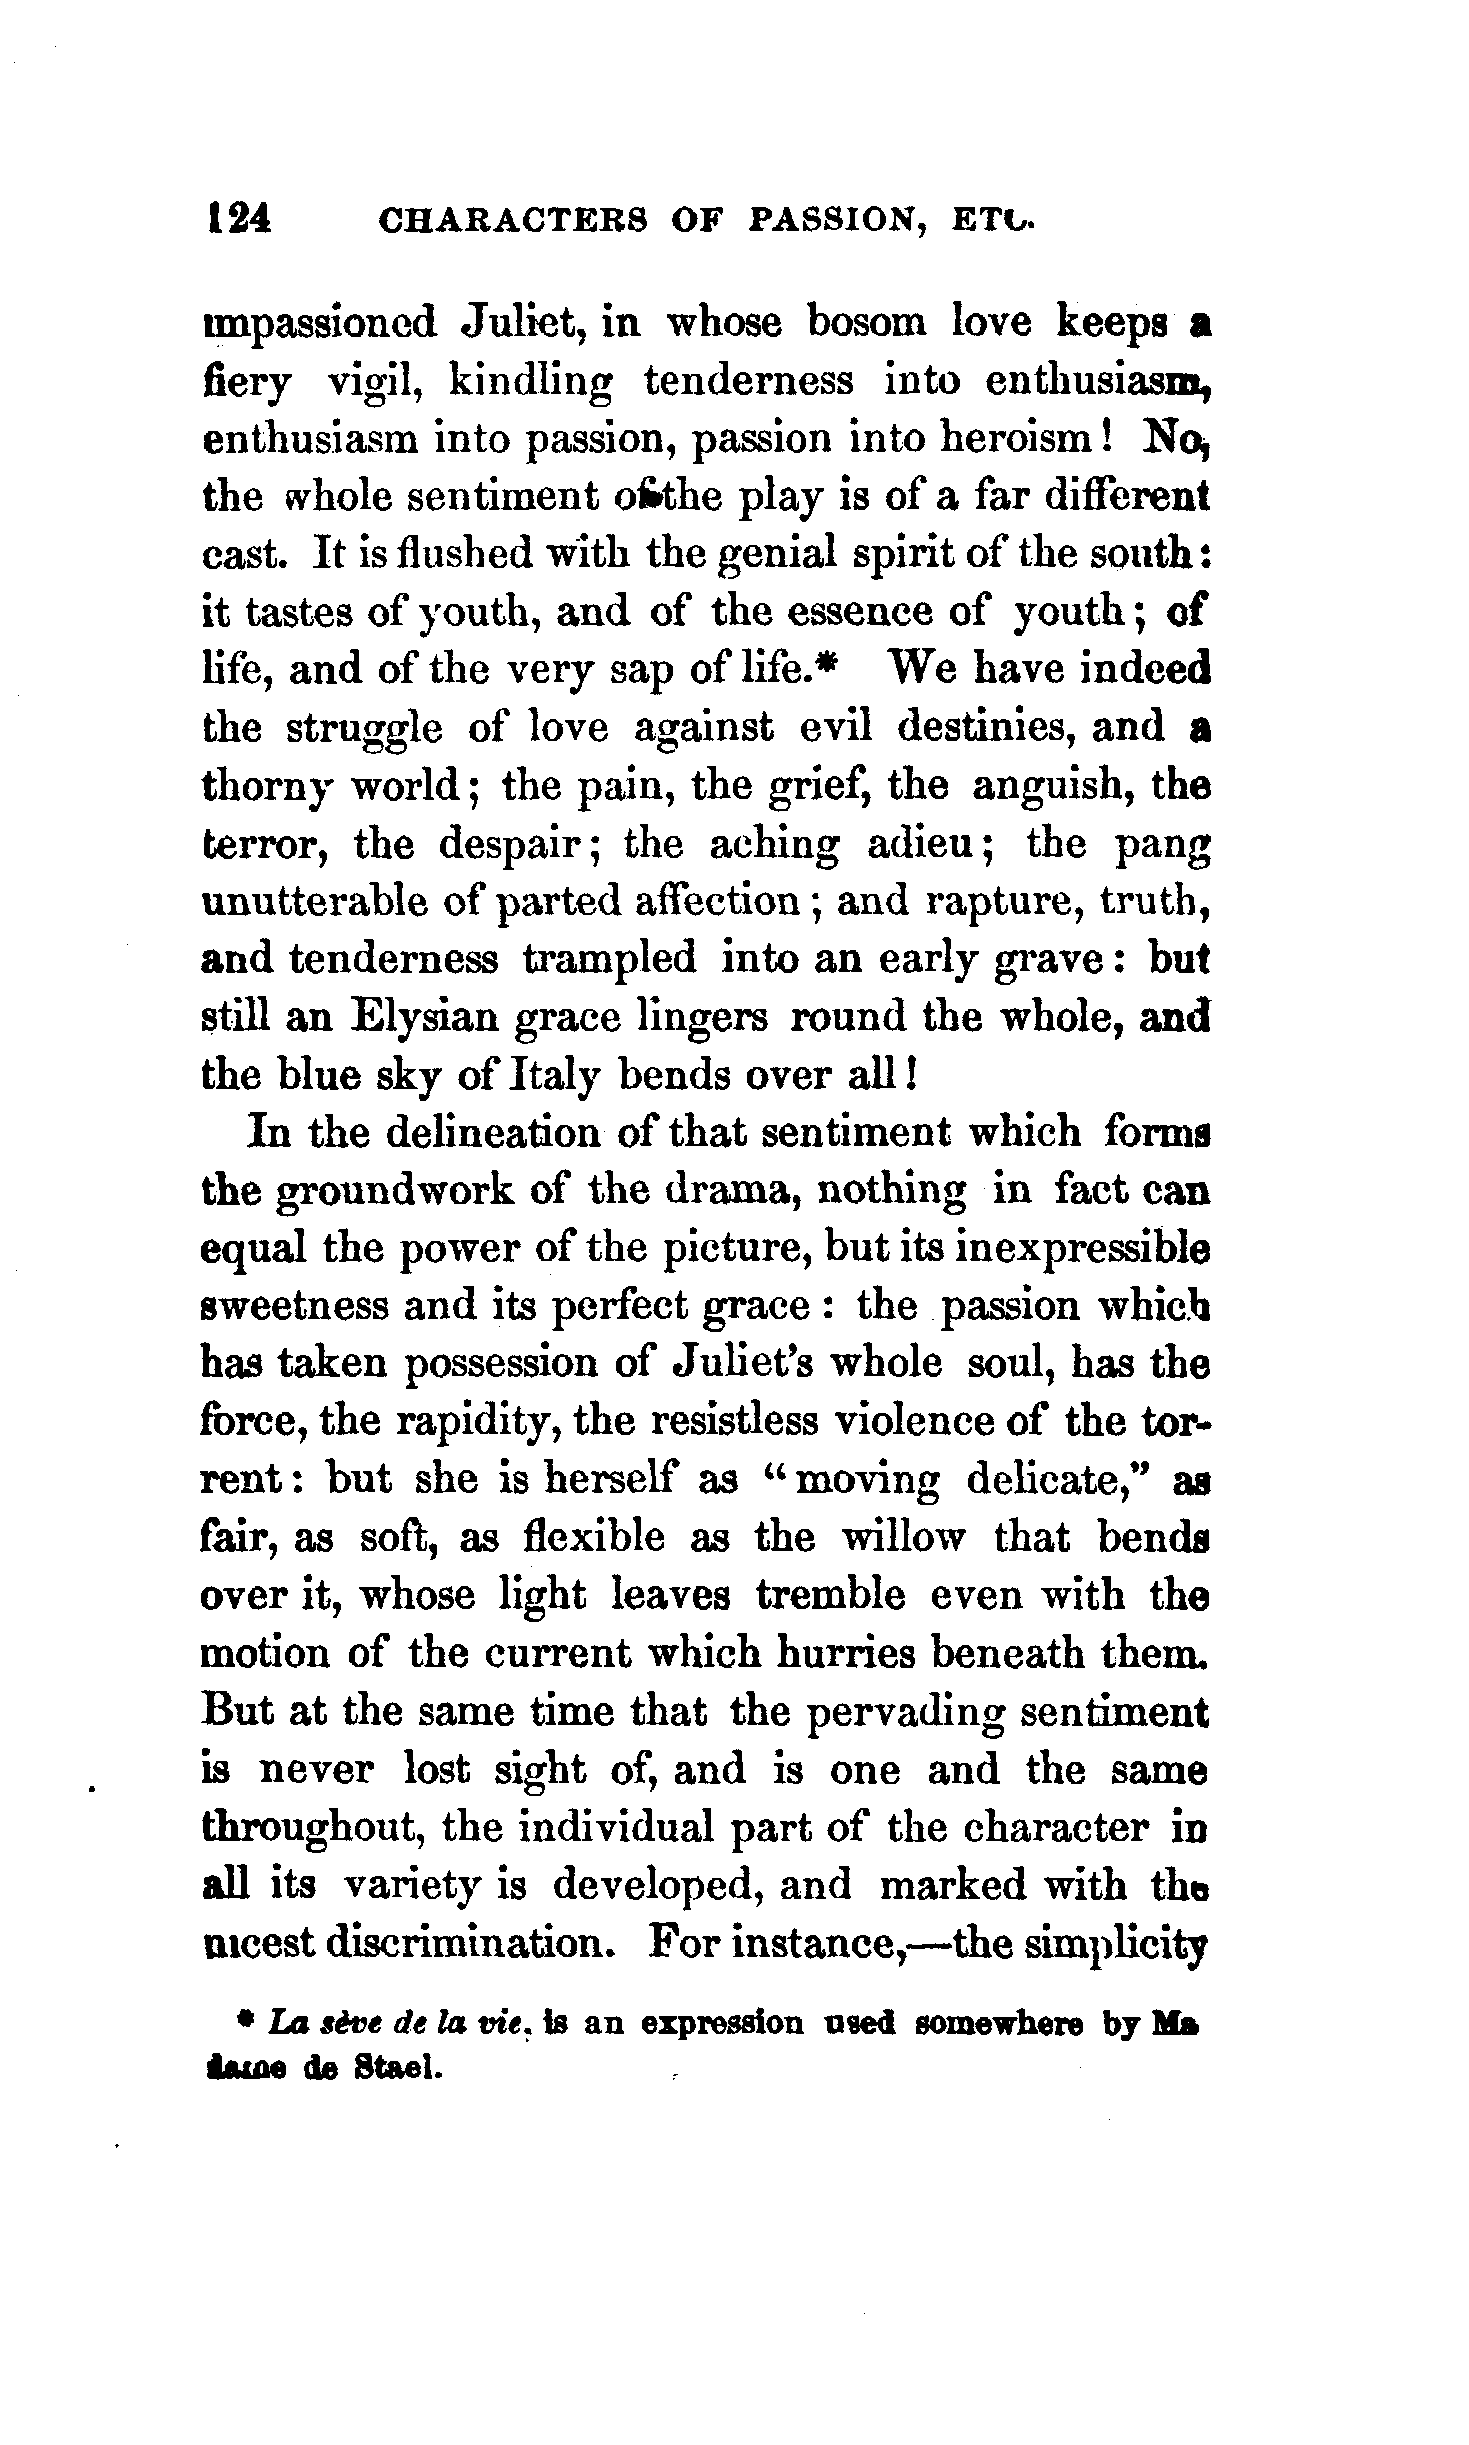 124 CHARACTERS OF PASSION, ETC.
impassioned Juliet, in whose bosom love keeps a
fiery vigil, kindling tenderness into enthusiasm,
enthusiasm into passion, passion into heroism! No,
the whole sentiment of the play is of a far different
cast. It is flushed with the genial spirit of the south:
it tastes of youth, and of the essence of youth; of
life, and of the very sap of life.* We have indeed
the struggle of love against evil destinies, and a
thorny world; the pain, the grief, the anguish, the
terror, the despair; the aching adieu; the pang
unutterable of parted affection; and rapture, truth,
and tenderness trampled into an early grave: but
still an Elysian grace lingers round the whole, and
the blue sky of Italy bends over all!
In the delineation of that sentiment which forms
the groundwork of the drama, nothing in fact can
equal the power of the picture, but its inexpressible
sweetness and its perfect grace: the passion which
has taken possession of Juliet's whole soul, has the
force, the rapidity, the resistless violence of the tor-
rent: but she is herself as "moving delicate," as
fair, as soft, as flexible as the willow that bends
over it, whose light leaves tremble even with the
motion of the current which hurries beneath them.
But at the same time that the pervading sentiment
is never lost sight of, and is one and the same
throughout, the individual part of the character in
all its variety is developed, and marked with the
nicest discrimination. For instance,—the simplicity
* La sève de la vie, is an expression used somewhere by Ma
dame de Stael.